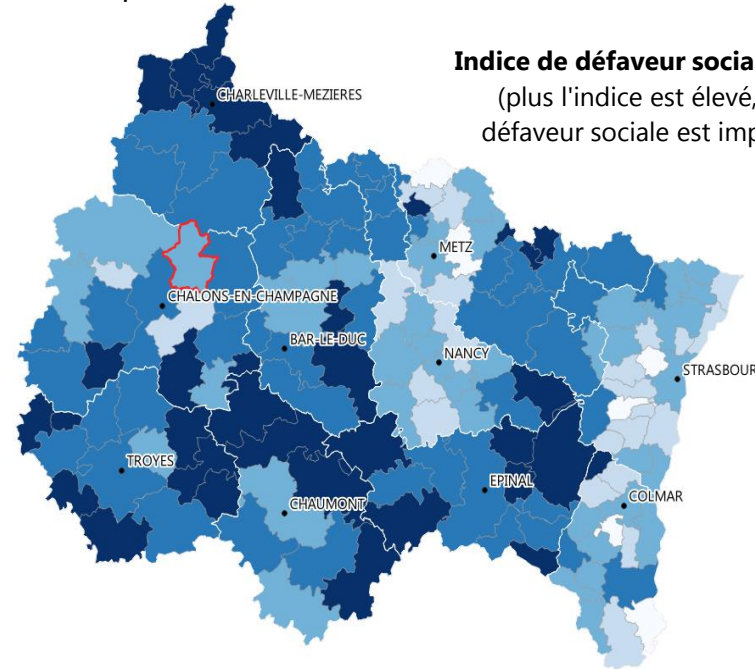 Indice de défaveur socia
(plus l'indice est élevé,
défaveur sociale est imp
CHARLEVILLE-MEZIERES
METZ
CHALONS-EN-CHAMPAGNE
BAR-LE-DUC
NANCY
STRASBOUR
TROYES
EPINAL
CHAUMONT
COLMAR